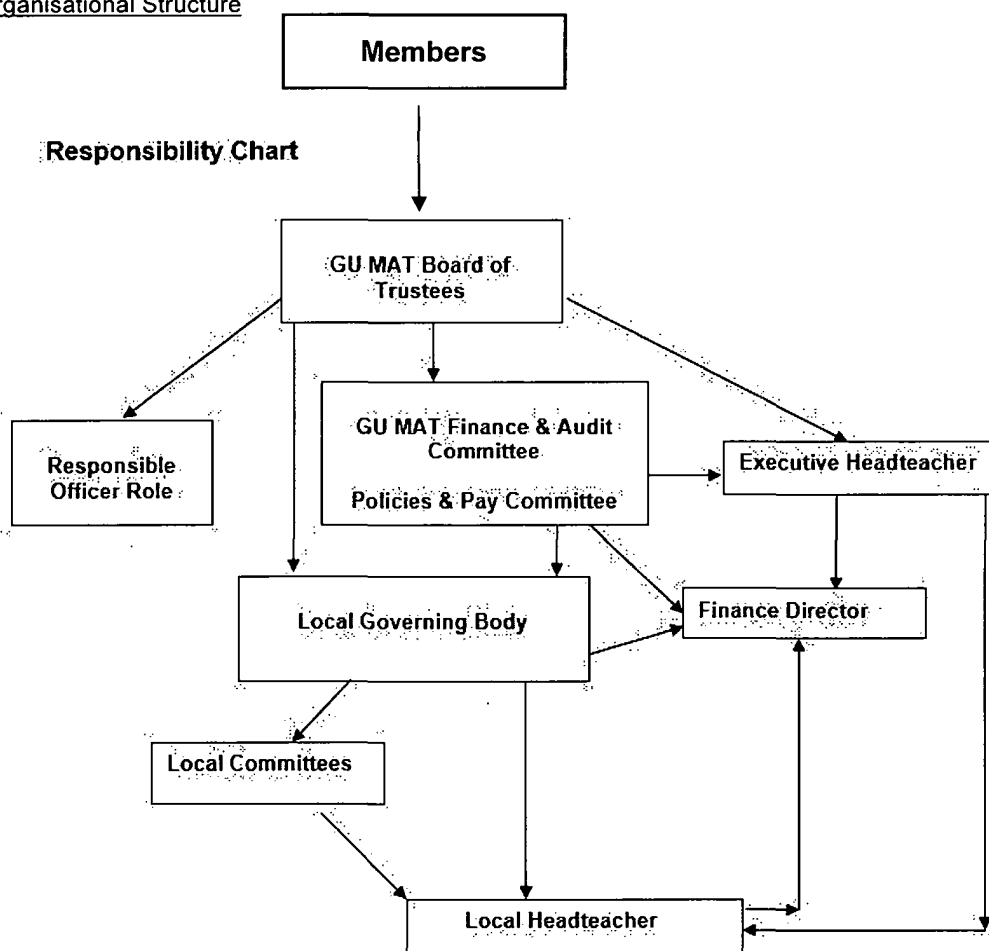 rganisational Structure
Members
Responsibility Chart
GU MAT Board of
Trustees
GU MAT Finance & Audit
Committee
Policies & Pay Committee
Responsible
Officer Role
Executive Headteacher
Local Governing Body
Finance Director
Local Committees
Local Headteacher